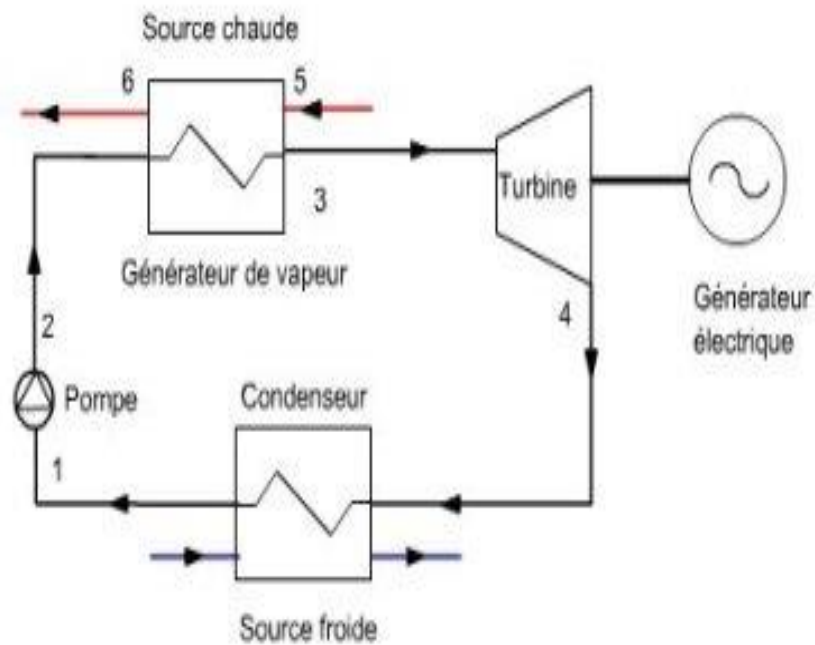 Source chaude
6
5
3
Turbine
Générateur de vapeur
Générateur
électrique
4
2
Pompe
Condenseur
1
Source froide